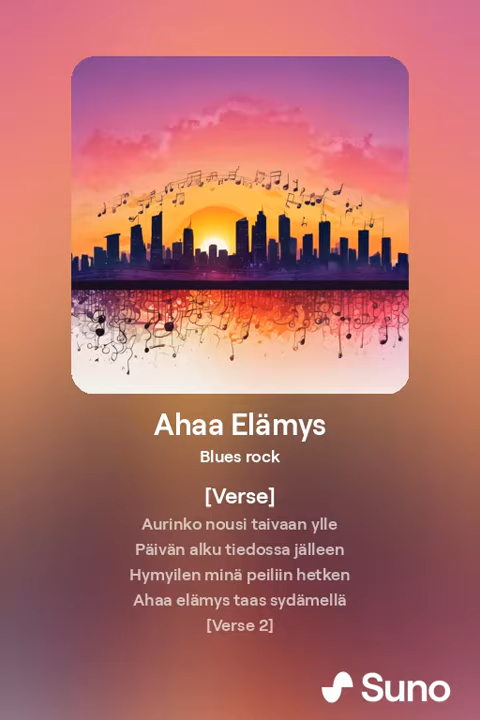 Ahaa Elämys
Blues rock
[Verse]
Aurinko nousi taivaan ylle
Päivän alku tiedossa jälleen
Hymyilen minä peiliin hetken
Ahaa elämys taas sydämellä
[Verse 2]
Suno